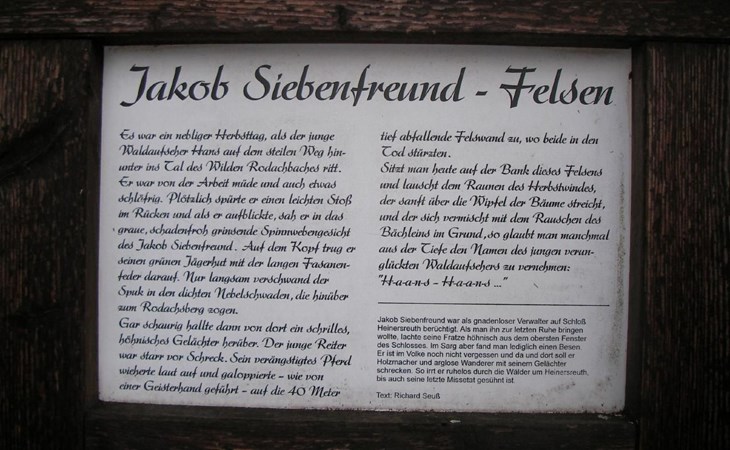 Jakob Siebenfreund - Felsen
Es war ein nebliger Herbsttag, als der junge
Waldaufseher Hans auf dem steilen Weg hin-
unter ins Tal des Wilden Rodachbaches ritt.
Er war von der Arbeit müde und auch etwas
schläfrig. Plötzlich spürte er einen leichten Stoß
im Rücken und als er aufblickte, sah er in das
graue, schadenfroh grinsende Spinnwebengesicht
des Jakob Siebenfreund. Auf dem Kopf trug er
seinen grünen Jägerhut mit der langen Fasanen-
feder darauf. Nur langsam verschwand der
Spuk in den dichten Nebelschwaden, die hinüber
zum Rodachsberg zogen.
Gar schaurig hallte dann von dort ein schrilles,
höhnisches Gelächter herüber. Der junge Reiter
war starr vor Schreck. Sein verängstigtes Pferd
wieherte laut auf und galoppierte - wie von
einer Geisterhand geführt - auf die 40 Meter
tief abfallende Felswand zu, wo beide in den
Tod stürzten.
Sitzt man heute auf der Bank dieses Felsens
und lauscht dem Raunen des Herbstwindes,
der sanft über die Wipfel der Bäume streicht,
und der sich vermischt mit dem Rauschen des
Bächleins im Grund, so glaubt man manchmal
aus der Tiefe den Namen des jungen verun-
glückten Waldaufsehers zu vernehmen:
"H-a-a-n-s - H-a-a-n-s ..."
Jakob Siebenfreund war als gnadenloser Verwalter auf Schloß
Heinersreuth berüchtigt. Als man ihn zur letzten Ruhe bringen
wollte, lachte seine Fratze höhnisch aus dem obersten Fenster
des Schlosses. Im Sarg aber fand man lediglich einen Besen.
Er ist im Volke noch nicht vergessen und da und dort soll er
Holzmacher und arglose Wanderer mit seinem Gelächter
schrecken. So irrt er ruhelos durch die Wälder um Heinersreuth,
bis auch seine letzte Missetat gesühnt ist.
Text: Richard Seuß